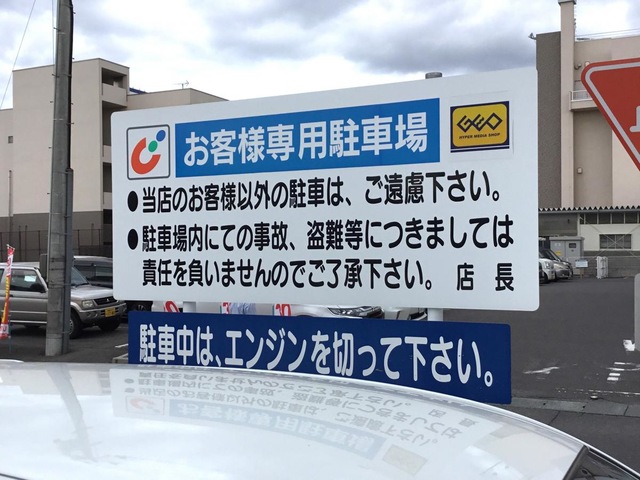 お客様専用駐車場
GEO
HYPER MEDIA SHOP
●当店のお客様以外の駐車は、ご遠慮下さい。
●駐車場内にての事故、盗難等につきましては
責任を負いませんのでご了承下さい。 店 長
駐車中は、エンジンを切って下さい。